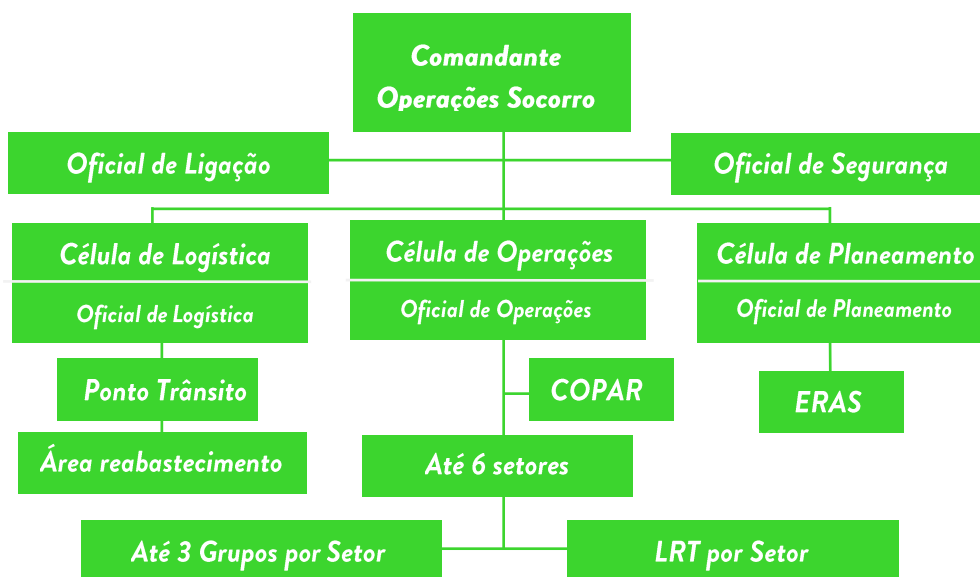 Comandante
Operações Socorro
Oficial de Ligação
Oficial de Segurança
Célula de Logística
Oficial de Logística
Célula de Operações
Oficial de Operações
Célula de Planeamento
Oficial de Planeamento
Ponto Trânsito
COPAR
ERAS
Área reabastecimento
Até 6 setores
Até 3 Grupos por Setor
LRT por Setor